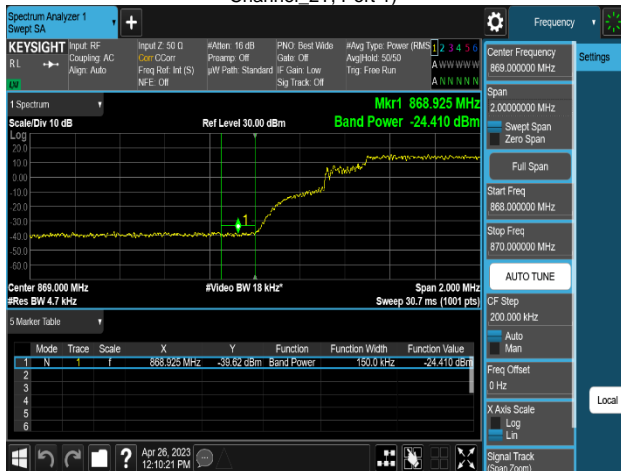 Channel_21, Port 1)
Spectrum Analyzer 1
Swept SA
Frequency
KEYSIGHT
RL
Input: RF
Coupling: AC
Align: Auto
Input Z: 50 Ω
Corr CCorr
Freq Ref: Int (S)
NFE: Off
#Atten: 16 dB
Preamp: Off
µW Path: Standard
PNO: Best Wide
Gate: Off
IF Gain: Low
Sig Track: Off
#Avg Type: Power (RMS
Avg|Hold: 50/50
Trig: Free Run
1 2 3 4 5 6
A W W W W W
A N N N N N
1 Spectrum
Scale/Div 10 dB
Log
Ref Level 30.00 dBm
Mkr1 868.925 MHz
Band Power -24.410 dBm
20.0
10.0
0.00
-10.0
-20.0
-30.0
-40.0
-50.0
-60.0
1
Center 869.000 MHz
#Res BW 4.7 kHz
#Video BW 18 kHz*
Span 2.000 MHz
Sweep 30.7 ms (1001 pts)
5 Marker Table
Mode Trace Scale X Y Function Function Width Function Value
1 N 1 f 868.925 MHz -39.62 dBm Band Power 150.0 kHz -24.410 dBm
2
3
4
5
6
Center Frequency
869.000000 MHz
Span
2.00000000 MHz
Swept Span
Zero Span
Full Span
Start Freq
868.000000 MHz
Stop Freq
870.000000 MHz
AUTO TUNE
CF Step
200.000 kHz
Auto
Man
Freq Offset
0 Hz
X Axis Scale
Log
Lin
Signal Track
(Span Zoom)
Settings
Local
?
Apr 26, 2023
12:10:21 PM